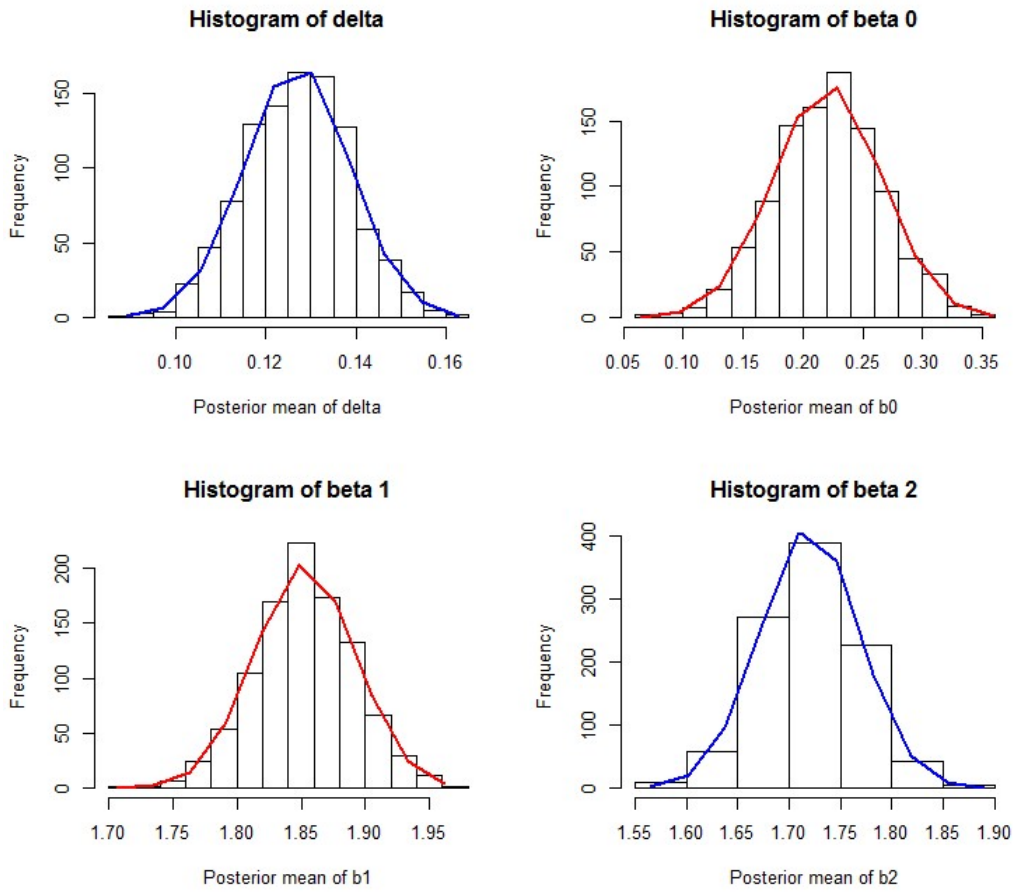 Histogram of delta
Frequency
0 50 100 150
0.10 0.12 0.14 0.16
Posterior mean of delta
Histogram of beta 0
Frequency
0 50 100 150
0.05 0.10 0.15 0.20 0.25 0.30 0.35
Posterior mean of b0
Histogram of beta 1
Frequency
0 50 100 150 200
1.70 1.75 1.80 1.85 1.90 1.95
Posterior mean of b1
Histogram of beta 2
Frequency
0 100 200 300 400
1.55 1.60 1.65 1.70 1.75 1.80 1.85 1.90
Posterior mean of b2